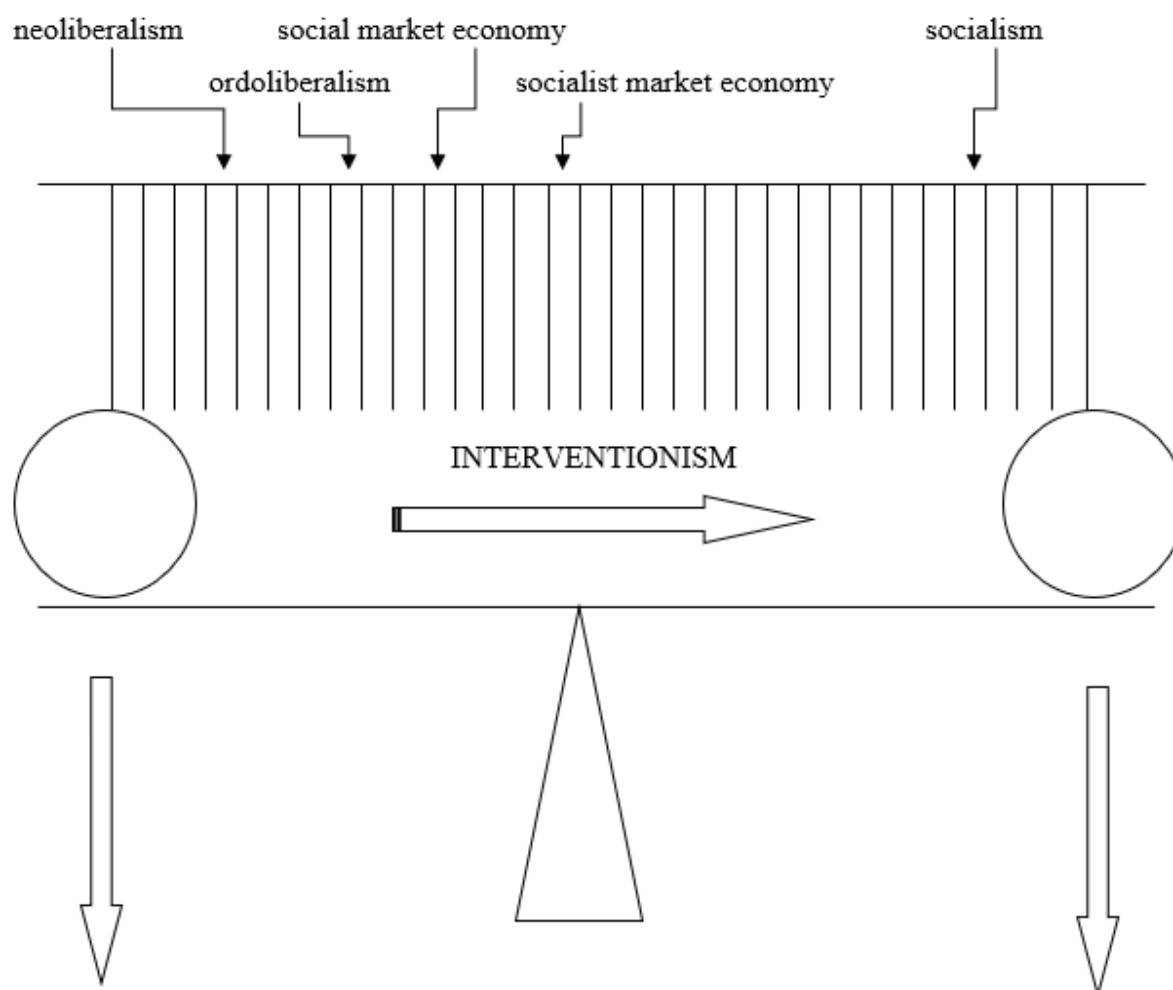 neoliberalism
social market economy
socialism
ordoliberalism
socialist market economy
INTERVENTIONISM